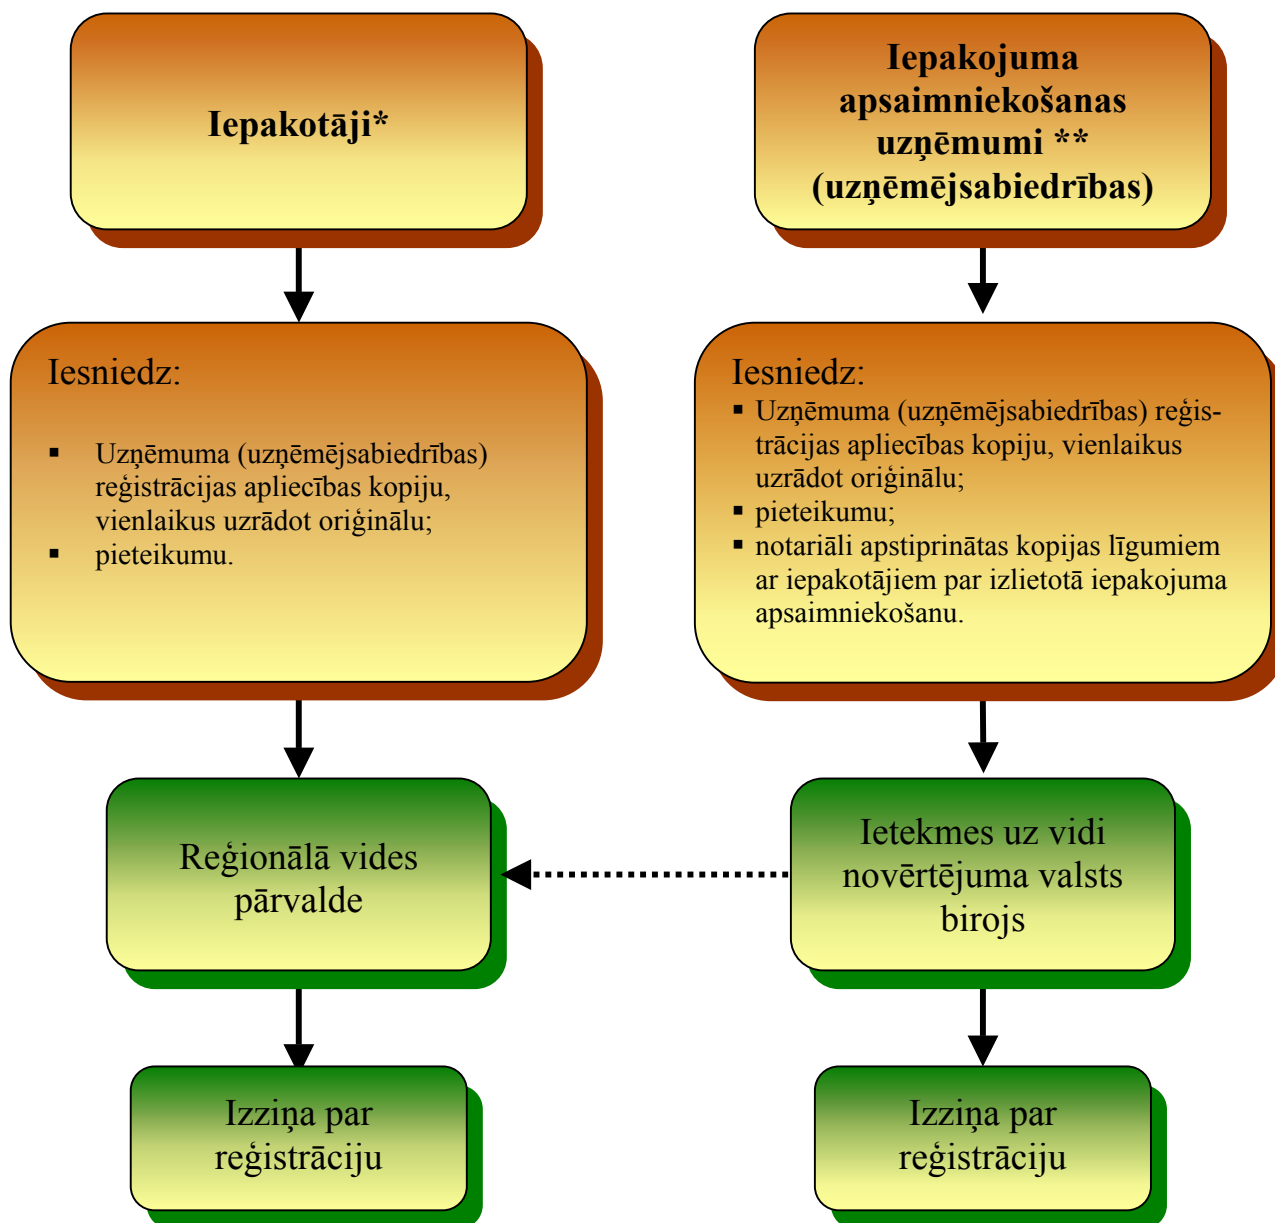 Iepakotāji*
Iepakojuma
apsaimniekošanas
uzņēmumi **
(uzņēmējsabiedrības)
Iesniedz:
▪ Uzņēmuma (uzņēmējsabiedrības)
reģistrācijas apliecības kopiju,
vienlaikus uzrādot oriģinālu;
▪ pieteikumu.
Iesniedz:
▪ Uzņēmuma (uzņēmējsabiedrības) reģis-
trācijas apliecības kopiju, vienlaikus
uzrādot oriģinālu;
▪ pieteikumu;
▪ notariāli apstiprinātas kopijas līgumiem
ar iepakotājiem par izlietotā iepakojuma
apsaimniekošanu.
Reģionālā vides
pārvalde
Ietekmes uz vidi
novērtējuma valsts
birojs
Izziņa par
reģistrāciju
Izziņa par
reģistrāciju